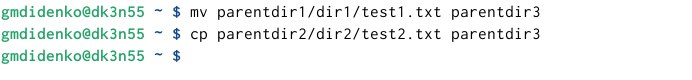 gmdidenko@dk3n55 ~ $ mv parentdir1/dir1/test1.txt parentdir3
gmdidenko@dk3n55 ~ $ cp parentdir2/dir2/test2.txt parentdir3
gmdidenko@dk3n55 ~ $